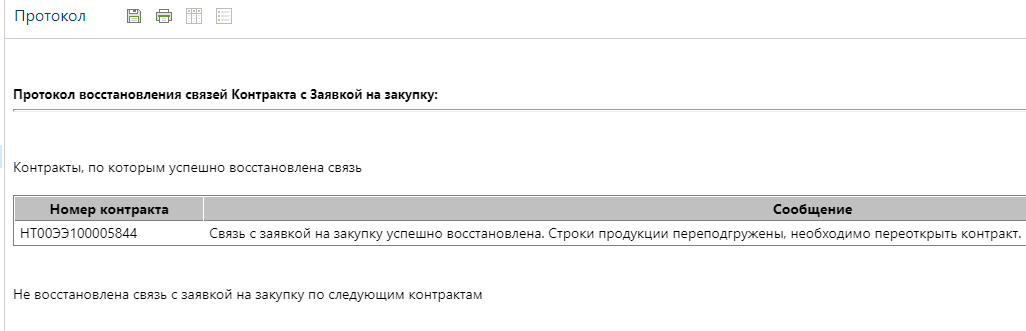 Протокол
Протокол восстановления связей Контракта с Заявкой на закупку:
Контракты, по которым успешно восстановлена связь
Номер контракта Сообщение
НТ00ЭЭ100005844 Связь с заявкой на закупку успешно восстановлена. Строки продукции переподгружены, необходимо переоткрыть контракт.
Не восстановлена связь с заявкой на закупку по следующим контрактам